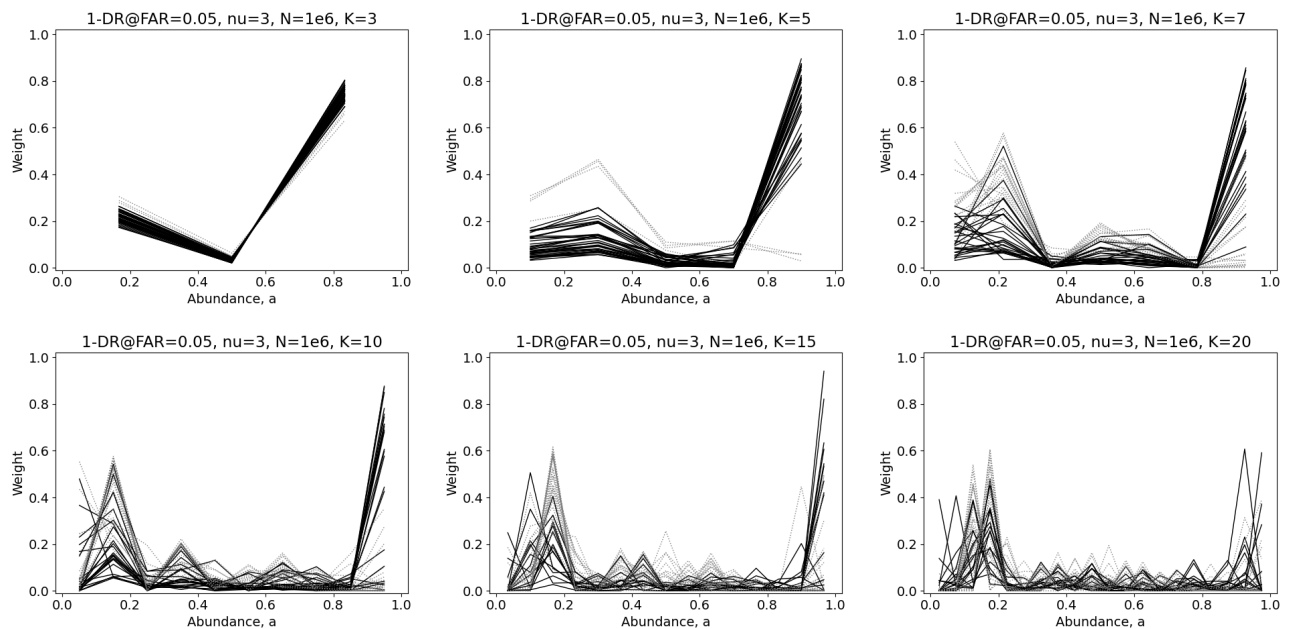 1-DR@FAR=0.05, nu=3, N=1e6, K=3
1.0
0.8
0.6
0.4
0.2
0.0
Weight
0.0 0.2 0.4 0.6 0.8 1.0
Abundance, a
1-DR@FAR=0.05, nu=3, N=1e6, K=5
1.0
0.8
0.6
0.4
0.2
0.0
Weight
0.0 0.2 0.4 0.6 0.8 1.0
Abundance, a
1-DR@FAR=0.05, nu=3, N=1e6, K=7
1.0
0.8
0.6
0.4
0.2
0.0
Weight
0.0 0.2 0.4 0.6 0.8 1.0
Abundance, a
1-DR@FAR=0.05, nu=3, N=1e6, K=10
1.0
0.8
0.6
0.4
0.2
0.0
Weight
0.0 0.2 0.4 0.6 0.8 1.0
Abundance, a
1-DR@FAR=0.05, nu=3, N=1e6, K=15
1.0
0.8
0.6
0.4
0.2
0.0
Weight
0.0 0.2 0.4 0.6 0.8 1.0
Abundance, a
1-DR@FAR=0.05, nu=3, N=1e6, K=20
1.0
0.8
0.6
0.4
0.2
0.0
Weight
0.0 0.2 0.4 0.6 0.8 1.0
Abundance, a